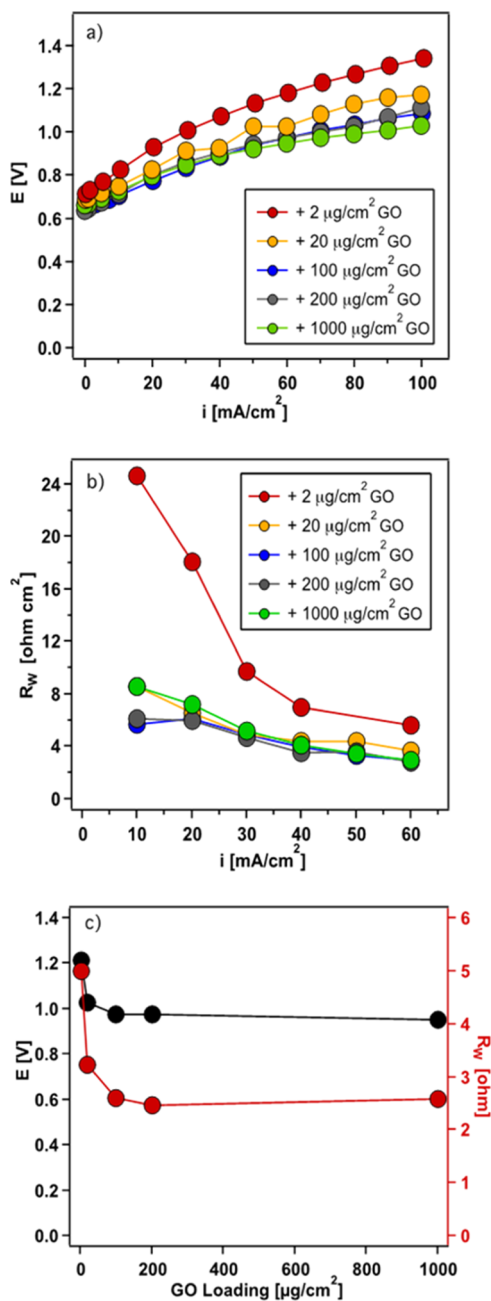 a)
1.4
1.2
1.0
0.8
0.6
0.4
0.2
0.0
E [V]
+ 2 µg/cm² GO
+ 20 µg/cm² GO
+ 100 µg/cm² GO
+ 200 µg/cm² GO
+ 1000 µg/cm² GO
0 20 40 60 80 100
i [mA/cm²]
b)
24
20
16
12
8
4
0
R_W [ohm cm²]
+ 2 µg/cm² GO
+ 20 µg/cm² GO
+ 100 µg/cm² GO
+ 200 µg/cm² GO
+ 1000 µg/cm² GO
0 10 20 30 40 50 60
i [mA/cm²]
c)
1.4
1.2
1.0
0.8
0.6
0.4
0.2
0.0
E [V]
6
5
4
3
2
1
0
R_W [ohm]
0 200 400 600 800 1000
GO Loading [µg/cm²]